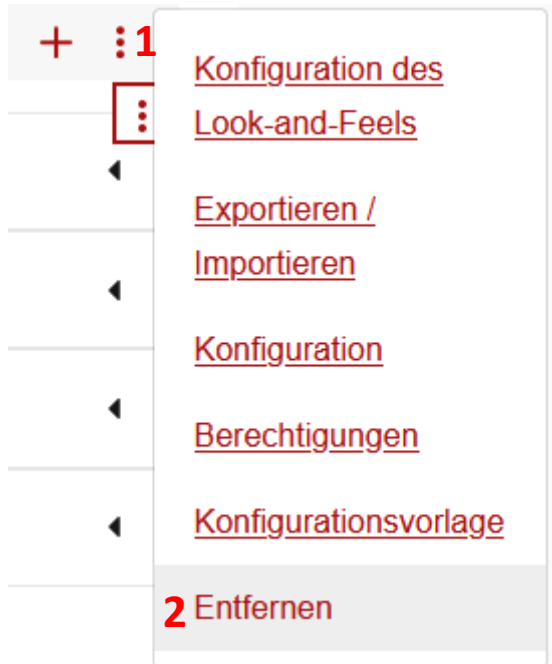 1
Konfiguration des
Look-and-Feels
Exportieren /
Importieren
Konfiguration
Berechtigungen
Konfigurationsvorlage
2 Entfernen